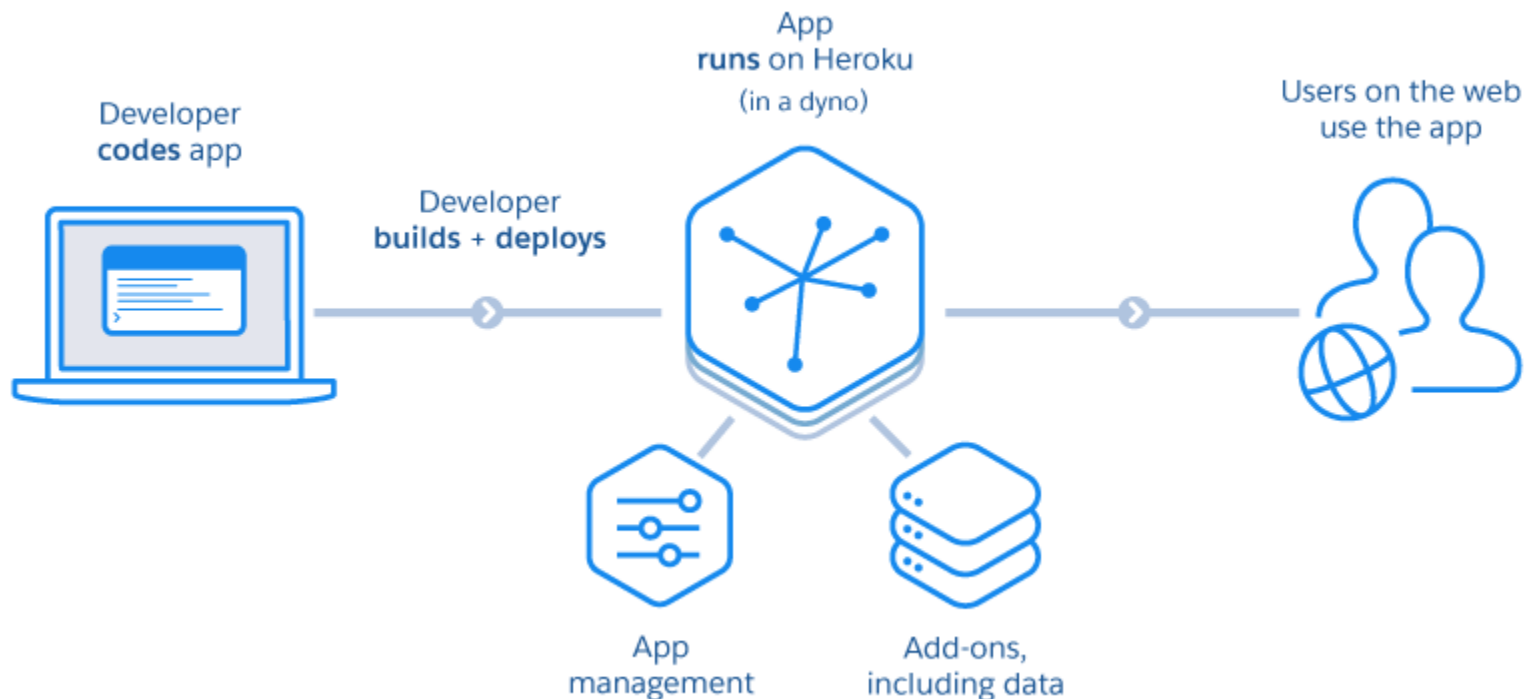 Developer
codes app
Developer
builds + deploys
App
runs on Heroku
(in a dyno)
Users on the web
use the app
App
management
Add-ons,
including data